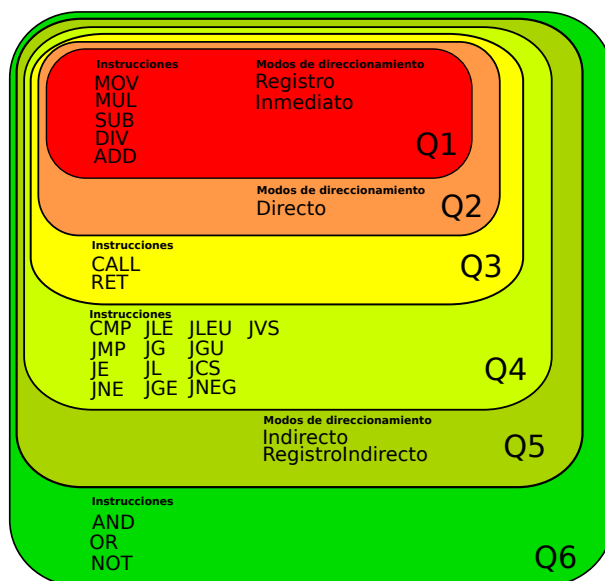 Instrucciones Modos de direccionamiento
MOV Registro
MUL Inmediato
SUB
DIV
ADD Q1
Modos de direccionamiento
Directo Q2
Instrucciones
CALL Q3
RET
Instrucciones
CMP JLE JLEU JVS
JMP JG JGU
JE JL JCS Q4
JNE JGE JNEG
Modos de direccionamiento
Indirecto
RegistroIndirecto Q5
Instrucciones
AND
OR
NOT Q6